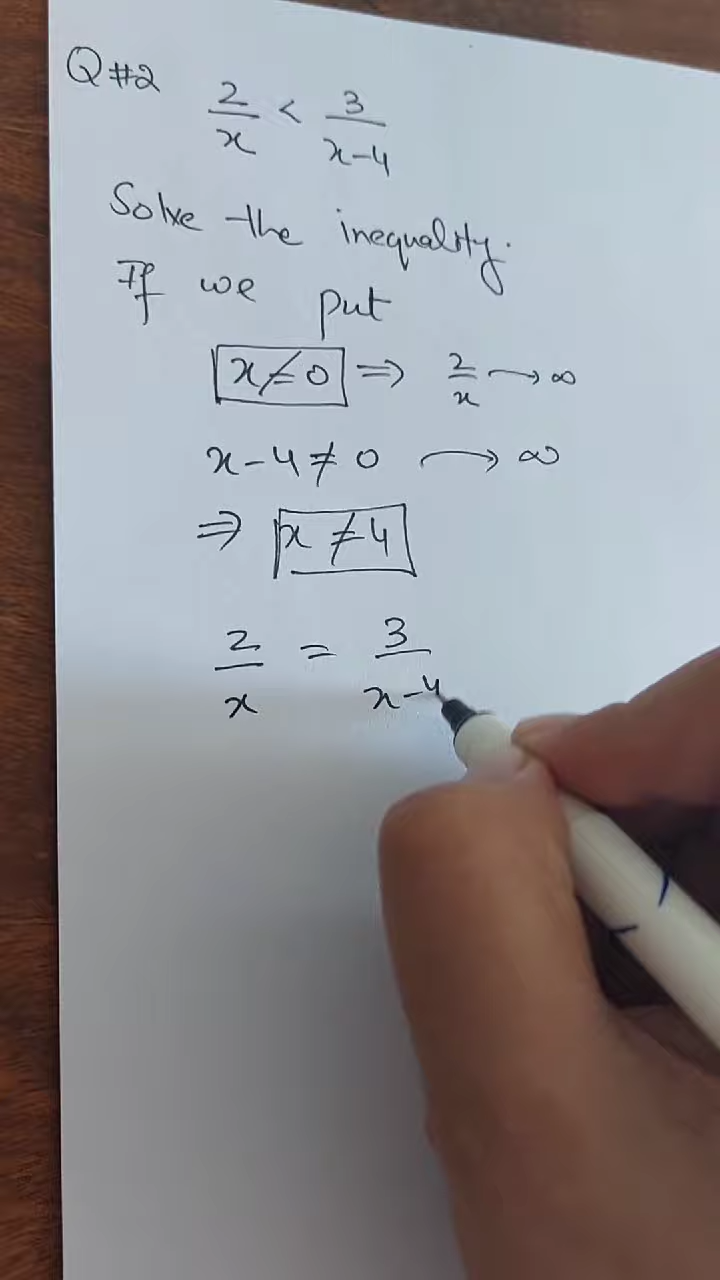 Q#2 2/x < 3/(x-4)
Solve the inequality.
If we put
x≠0 ⇒ 2/x → ∞
x-4≠0 → ∞
⇒ x≠4
2/x = 3/(x-4)